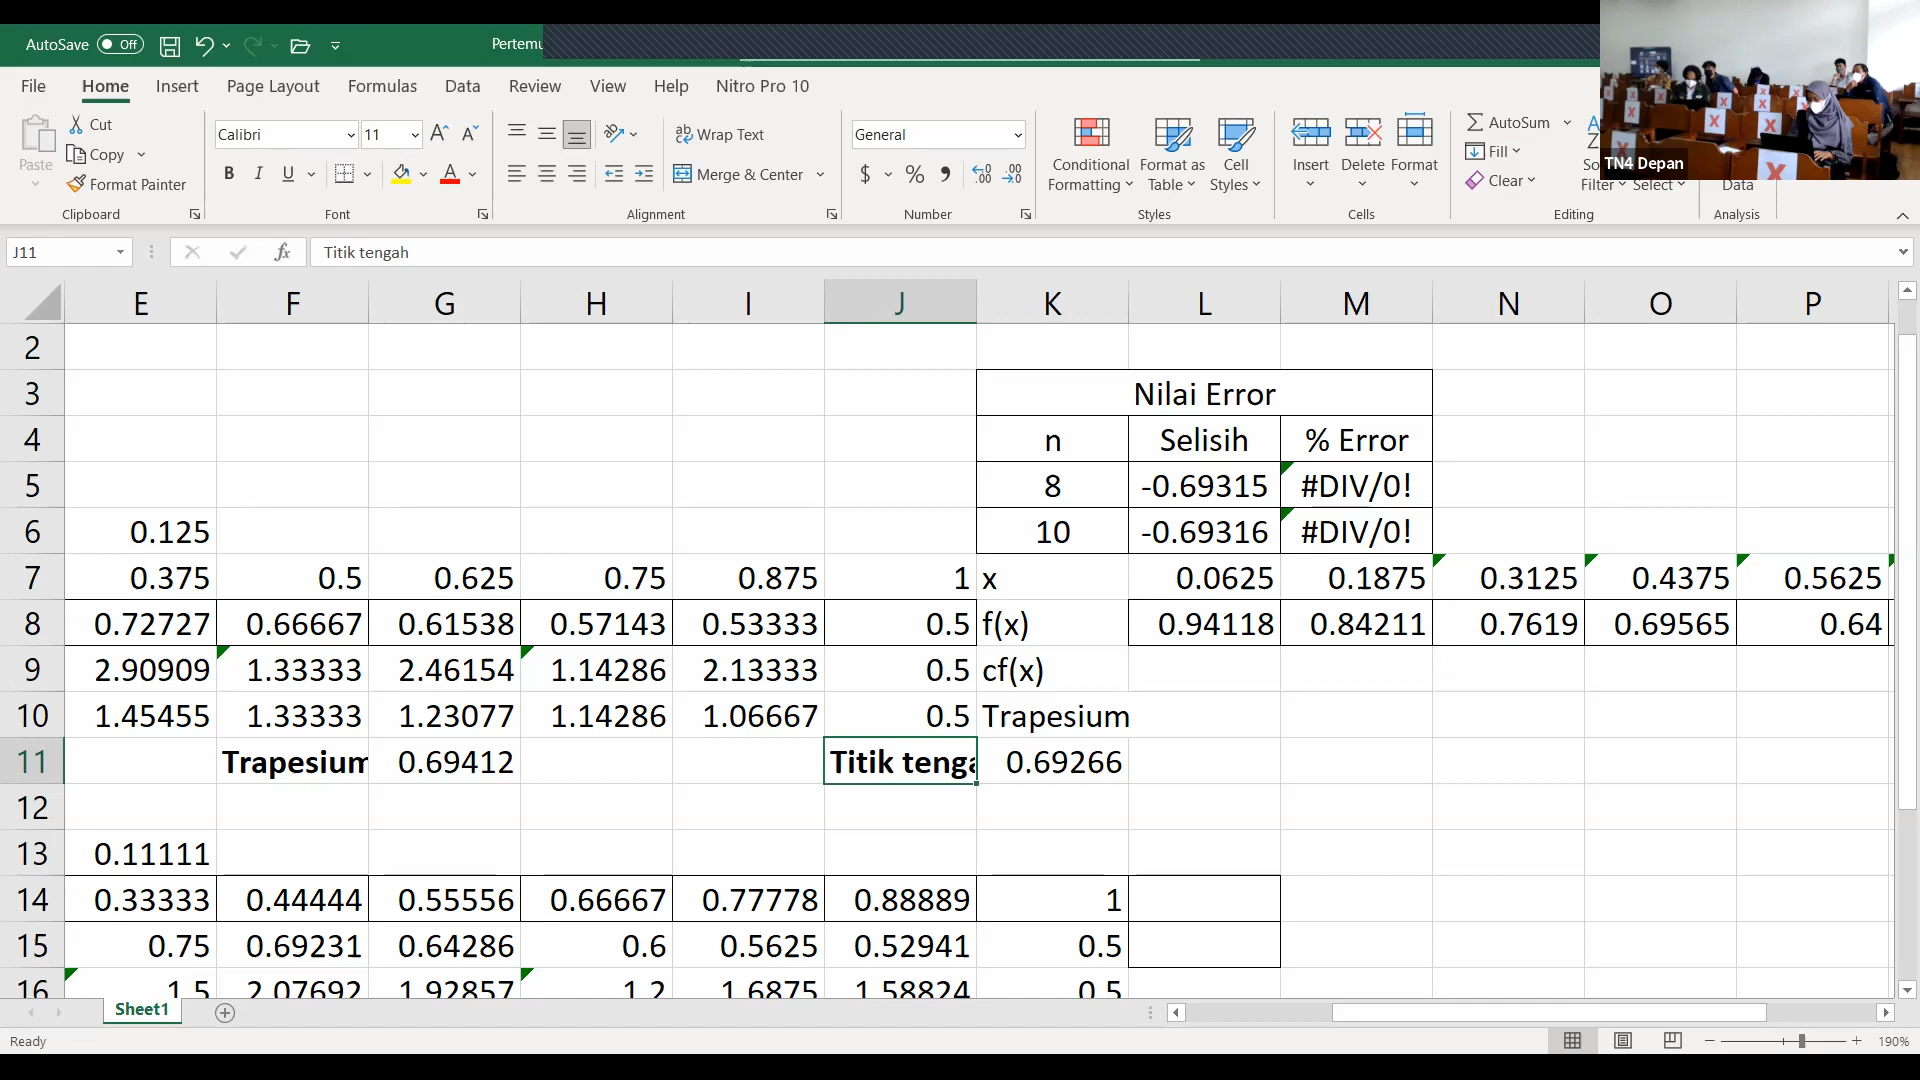 AutoSave Off Pertemu
File Home Insert Page Layout Formulas Data Review View Help Nitro Pro 10
Paste Cut Copy Format Painter Clipboard
Calibri 11 B I U A A A Font
ab Wrap Text Merge & Center Alignment
General $ % 9 Number
Conditional Formatting Format as Table Cell Styles Styles
Insert Delete Format Cells
AutoSum Fill Clear Filter Select Editing
Data Analysis
TN4 Depan
J11 fx Titik tengah
E F G H I J K L M N O P
2
3 Nilai Error
4 n Selisih % Error
5 8 -0.69315 #DIV/0!
6 0.125 10 -0.69316 #DIV/0!
7 0.375 0.5 0.625 0.75 0.875 1 x 0.0625 0.1875 0.3125 0.4375 0.5625
8 0.72727 0.66667 0.61538 0.57143 0.53333 0.5 f(x) 0.94118 0.84211 0.7619 0.69565 0.64
9 2.90909 1.33333 2.46154 1.14286 2.13333 0.5 cf(x)
10 1.45455 1.33333 1.23077 1.14286 1.06667 0.5 Trapesium
11 Trapesium 0.69412 Titik tenga 0.69266
12
13 0.11111
14 0.33333 0.44444 0.55556 0.66667 0.77778 0.88889 1
15 0.75 0.69231 0.64286 0.6 0.5625 0.52941 0.5
16 1.5 2.07692 1.92857 1.2 1.6875 1.58824 0.5
Sheet1
Ready 190%